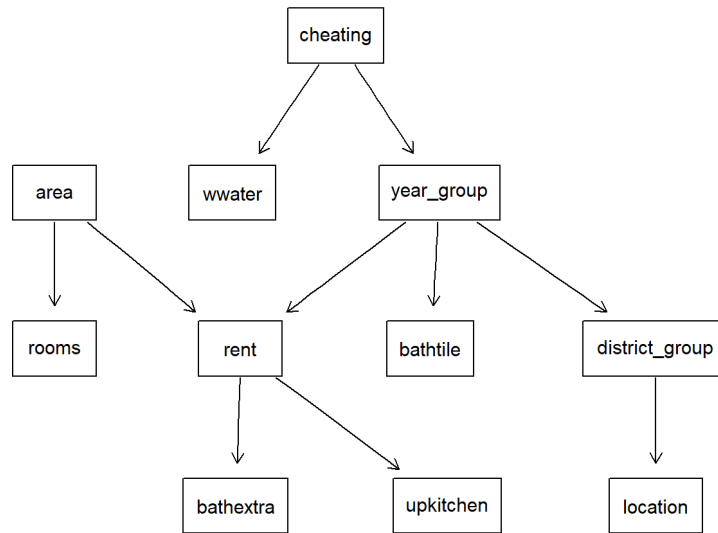 cheating
area
wwater
year_group
rooms
rent
bathtile
district_group
bathextra
upkitchen
location